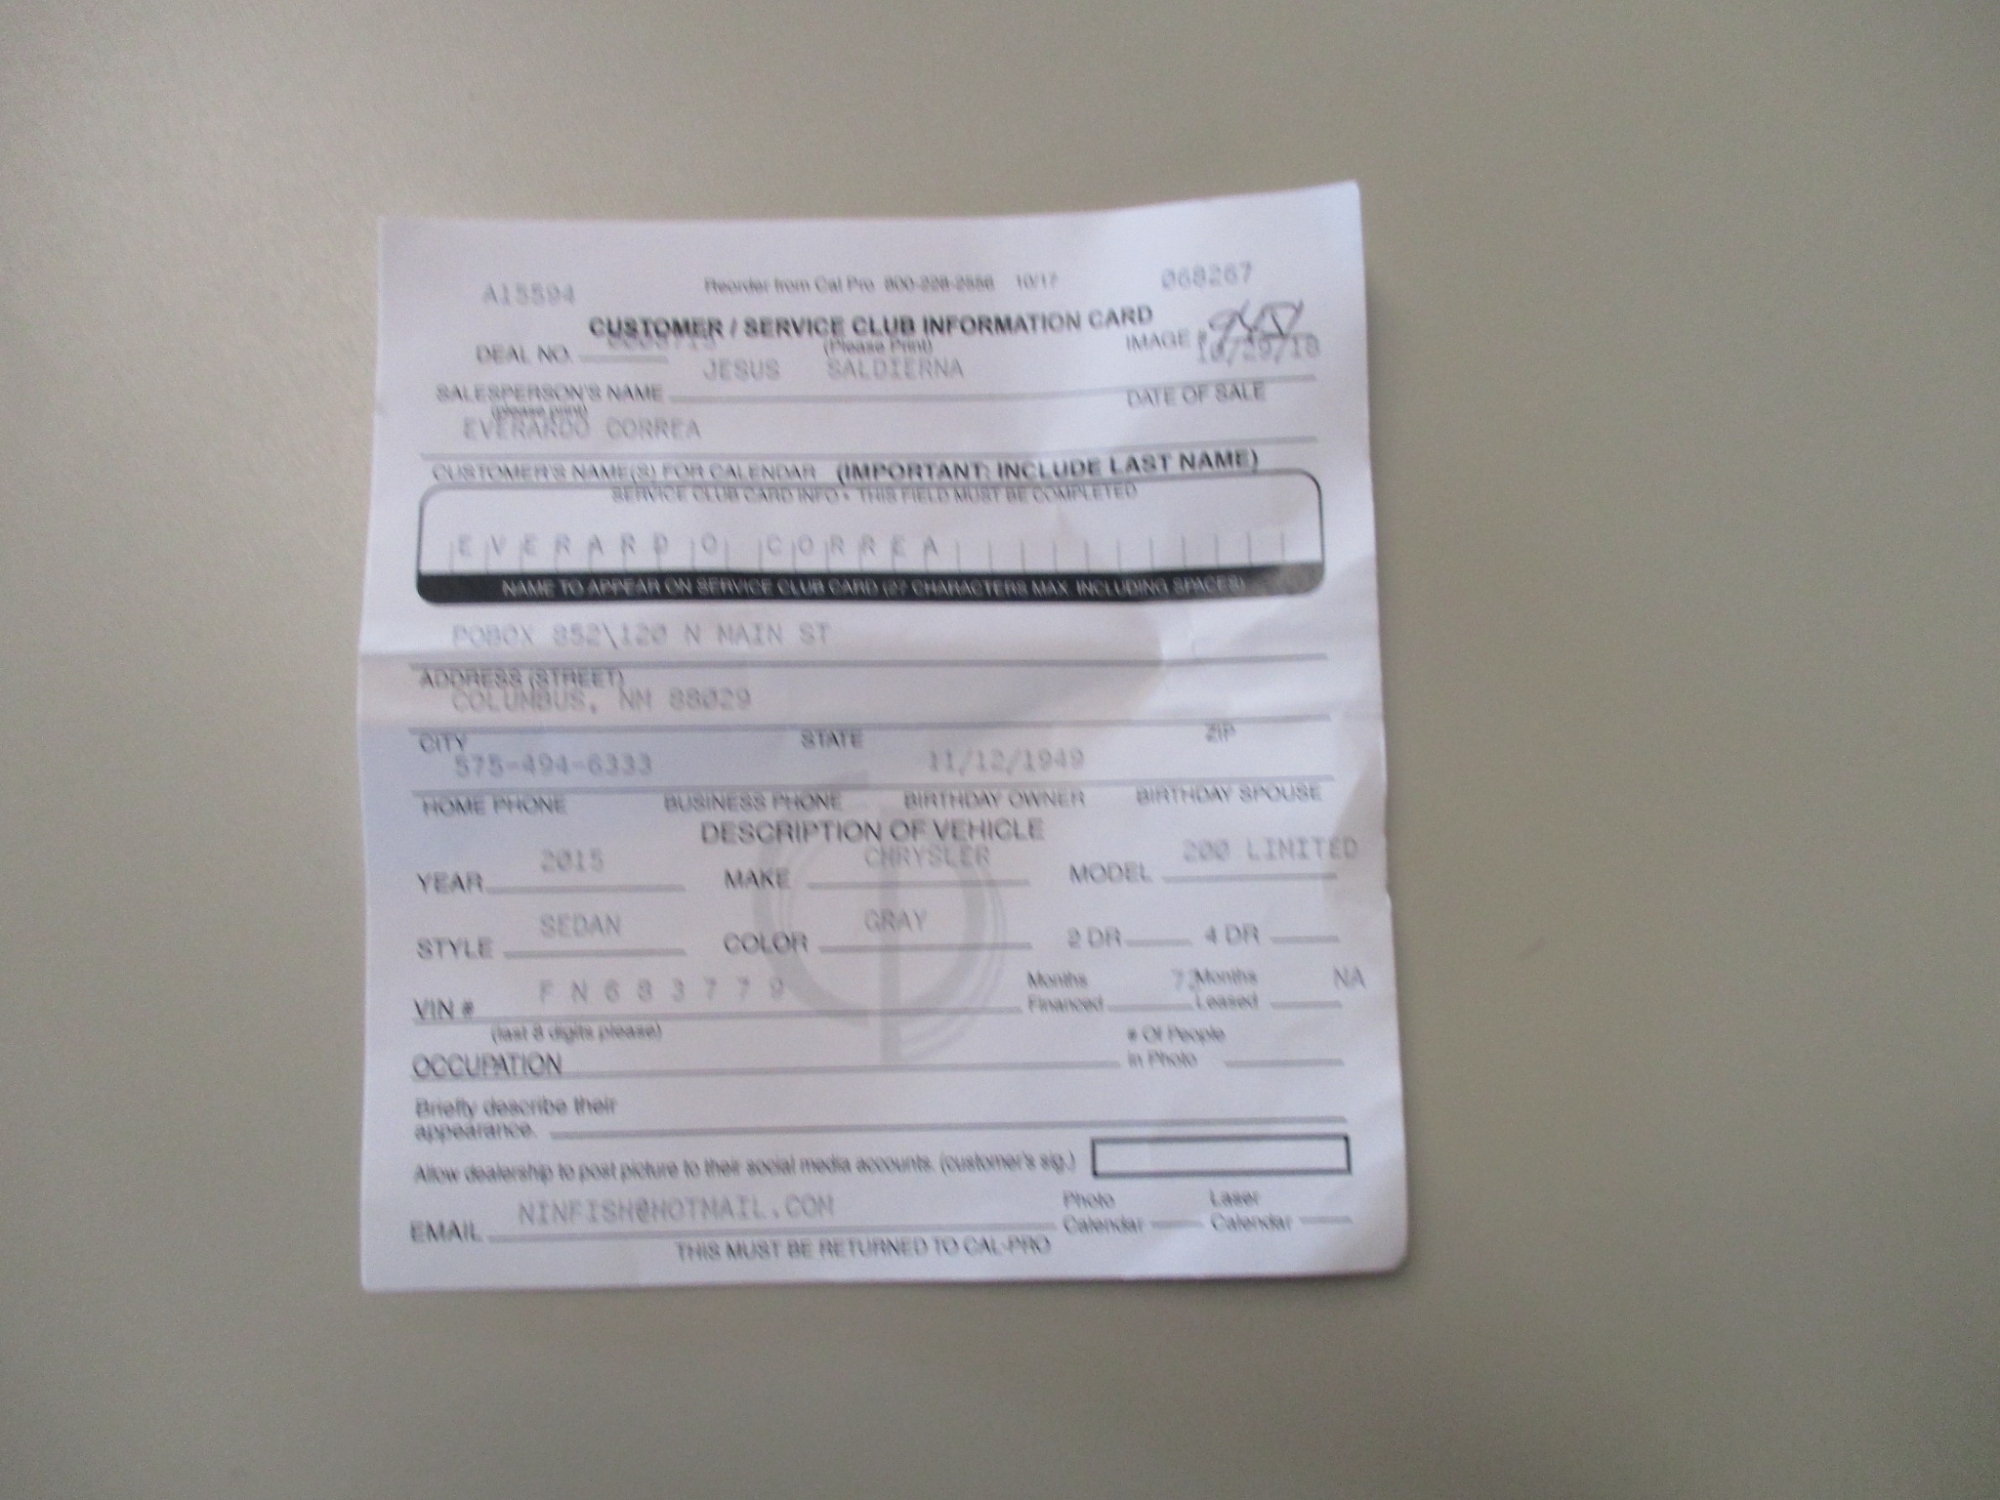 A15594 Reorder from Cal Pro 800-228-2556 10/17 068267
CUSTOMER / SERVICE CLUB INFORMATION CARD
DEAL NO. (Please Print) IMAGE #
JESUS SALDIERNA 10/29/18
SALESPERSON'S NAME DATE OF SALE
(please print)
EVERARDO CORREA
CUSTOMER'S NAME(S) FOR CALENDAR (IMPORTANT: INCLUDE LAST NAME)
SERVICE CLUB CARD INFO • THIS FIELD MUST BE COMPLETED
EVERARDO CORREA
NAME TO APPEAR ON SERVICE CLUB CARD (27 CHARACTERS MAX. INCLUDING SPACES)
POBOX 852\120 N MAIN ST
ADDRESS (STREET)
COLUMBUS, NM 88029
CITY STATE ZIP
575-494-6333 11/12/1949
HOME PHONE BUSINESS PHONE BIRTHDAY OWNER BIRTHDAY SPOUSE
DESCRIPTION OF VEHICLE
2015 CHRYSLER 200 LIMITED
YEAR MAKE MODEL
SEDAN GRAY
STYLE COLOR 2 DR 4 DR
FN683779 Months Months NA
VIN # Financed Leased
(last 8 digits please) # Of People
OCCUPATION in Photo
Briefly describe their
appearance.
Allow dealership to post picture to their social media accounts. (customer's sig.)
NINFISH@HOTMAIL.COM Photo Laser
EMAIL Calendar Calendar
THIS MUST BE RETURNED TO CAL-PRO